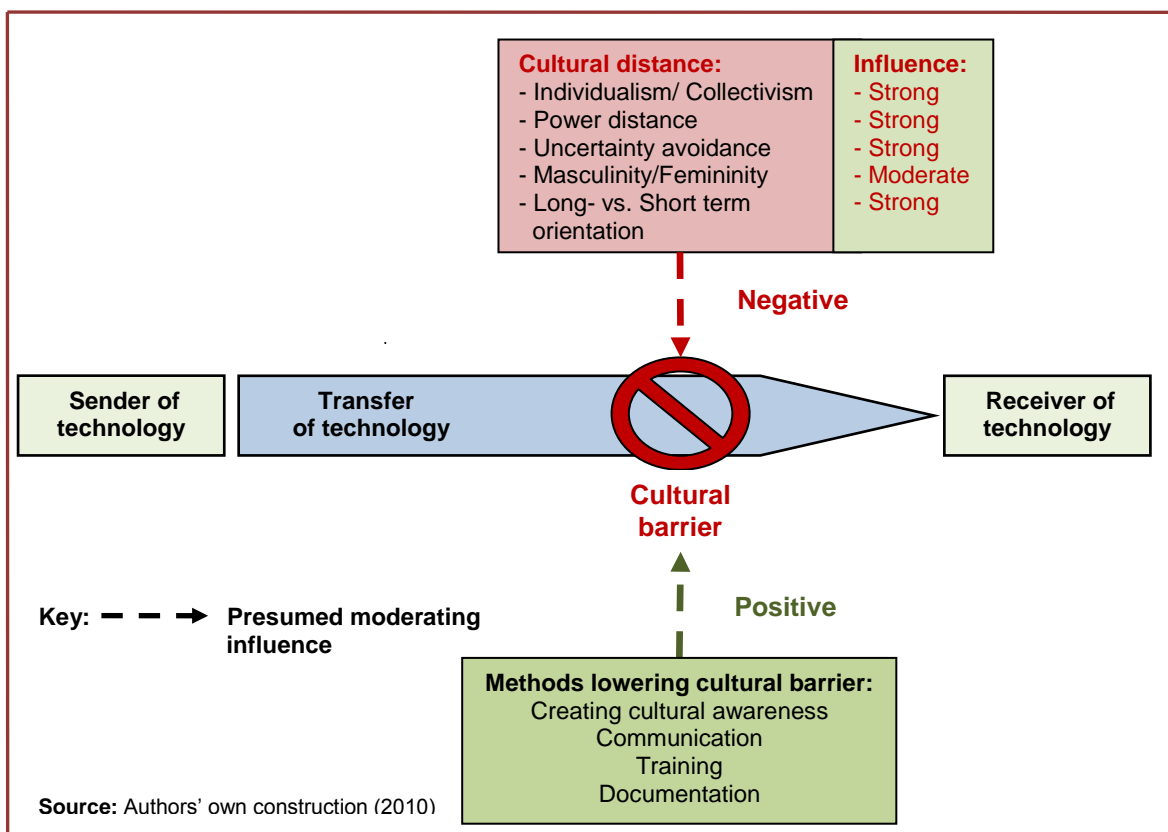 Cultural distance:
- Individualism/ Collectivism
- Power distance
- Uncertainty avoidance
- Masculinity/Femininity
- Long- vs. Short term
orientation
Influence:
- Strong
- Strong
- Strong
- Moderate
- Strong
Negative
Sender of
technology
Transfer
of technology
Receiver of
technology
Cultural
barrier
Positive
Key:
Presumed moderating
influence
Methods lowering cultural barrier:
Creating cultural awareness
Communication
Training
Documentation
Source: Authors' own construction (2010)